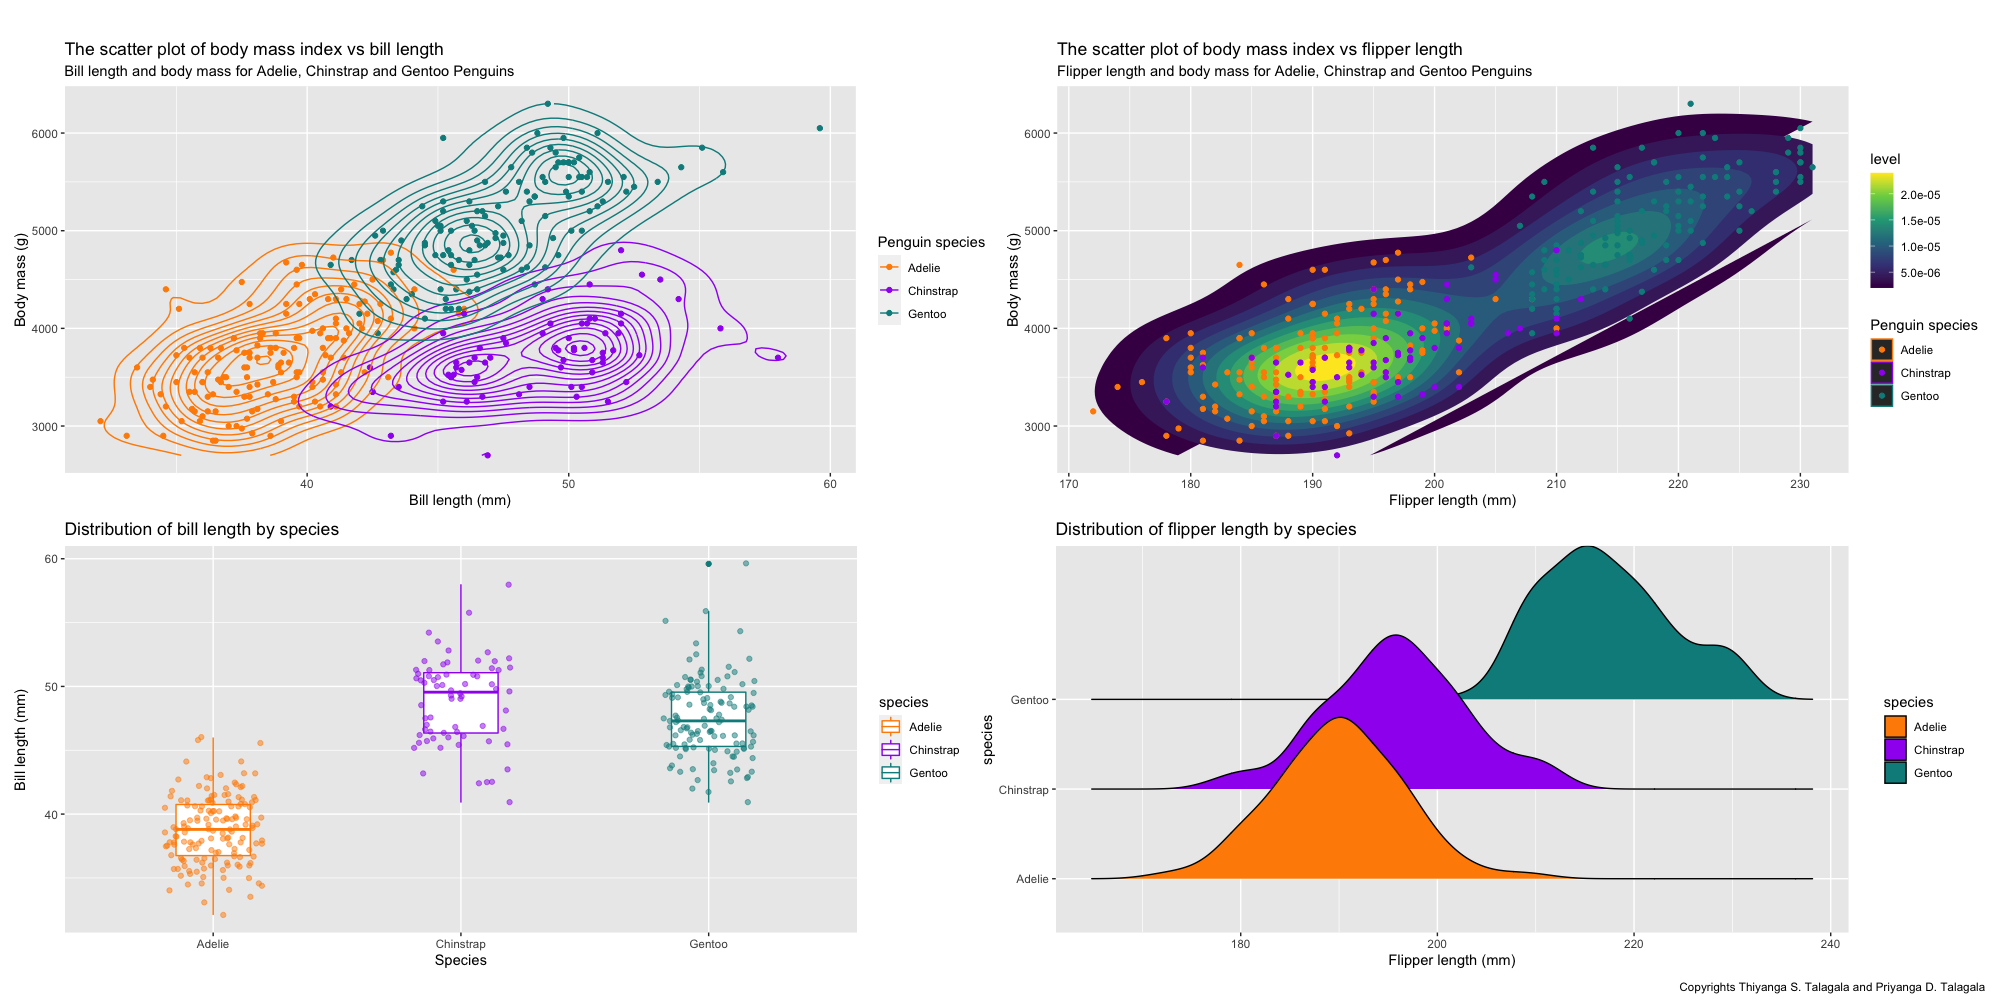 The scatter plot of body mass index vs bill length
Bill length and body mass for Adelie, Chinstrap and Gentoo Penguins
6000
5000
4000
3000
Body mass (g)
40 50 60
Bill length (mm)
Penguin species
Adelie
Chinstrap
Gentoo
The scatter plot of body mass index vs flipper length
Flipper length and body mass for Adelie, Chinstrap and Gentoo Penguins
6000
5000
4000
3000
Body mass (g)
170 180 190 200 210 220 230
Flipper length (mm)
level
2.0e-05
1.5e-05
1.0e-05
5.0e-06
Penguin species
Adelie
Chinstrap
Gentoo
Distribution of bill length by species
60
50
40
Bill length (mm)
Adelie Chinstrap Gentoo
Species
species
Adelie
Chinstrap
Gentoo
Distribution of flipper length by species
Gentoo
Chinstrap
Adelie
species
180 200 220 240
Flipper length (mm)
species
Adelie
Chinstrap
Gentoo
Copyrights Thiyanga S. Talagala and Priyanga D. Talagala